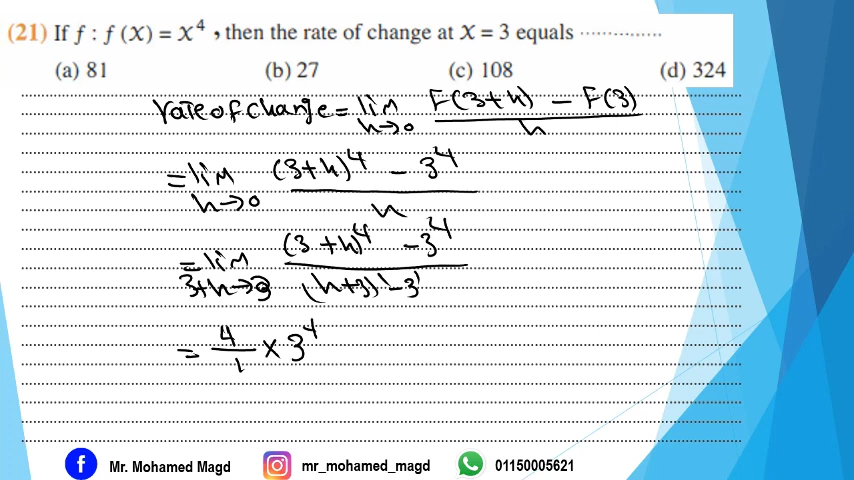 (21) If f : f (X) = X⁴ , then the rate of change at X = 3 equals ···············
(a) 81 (b) 27 (c) 108 (d) 324
rate of change = lim h→0 F(3+h) − F(3) / h
= lim h→0 (3+h)⁴ − 3⁴ / h
= lim 3+h→3 (3+h)⁴ − 3⁴ / (h+3)¹ − 3¹
= 4/1 × 3⁴
Mr. Mohamed Magd mr_mohamed_magd 01150005621